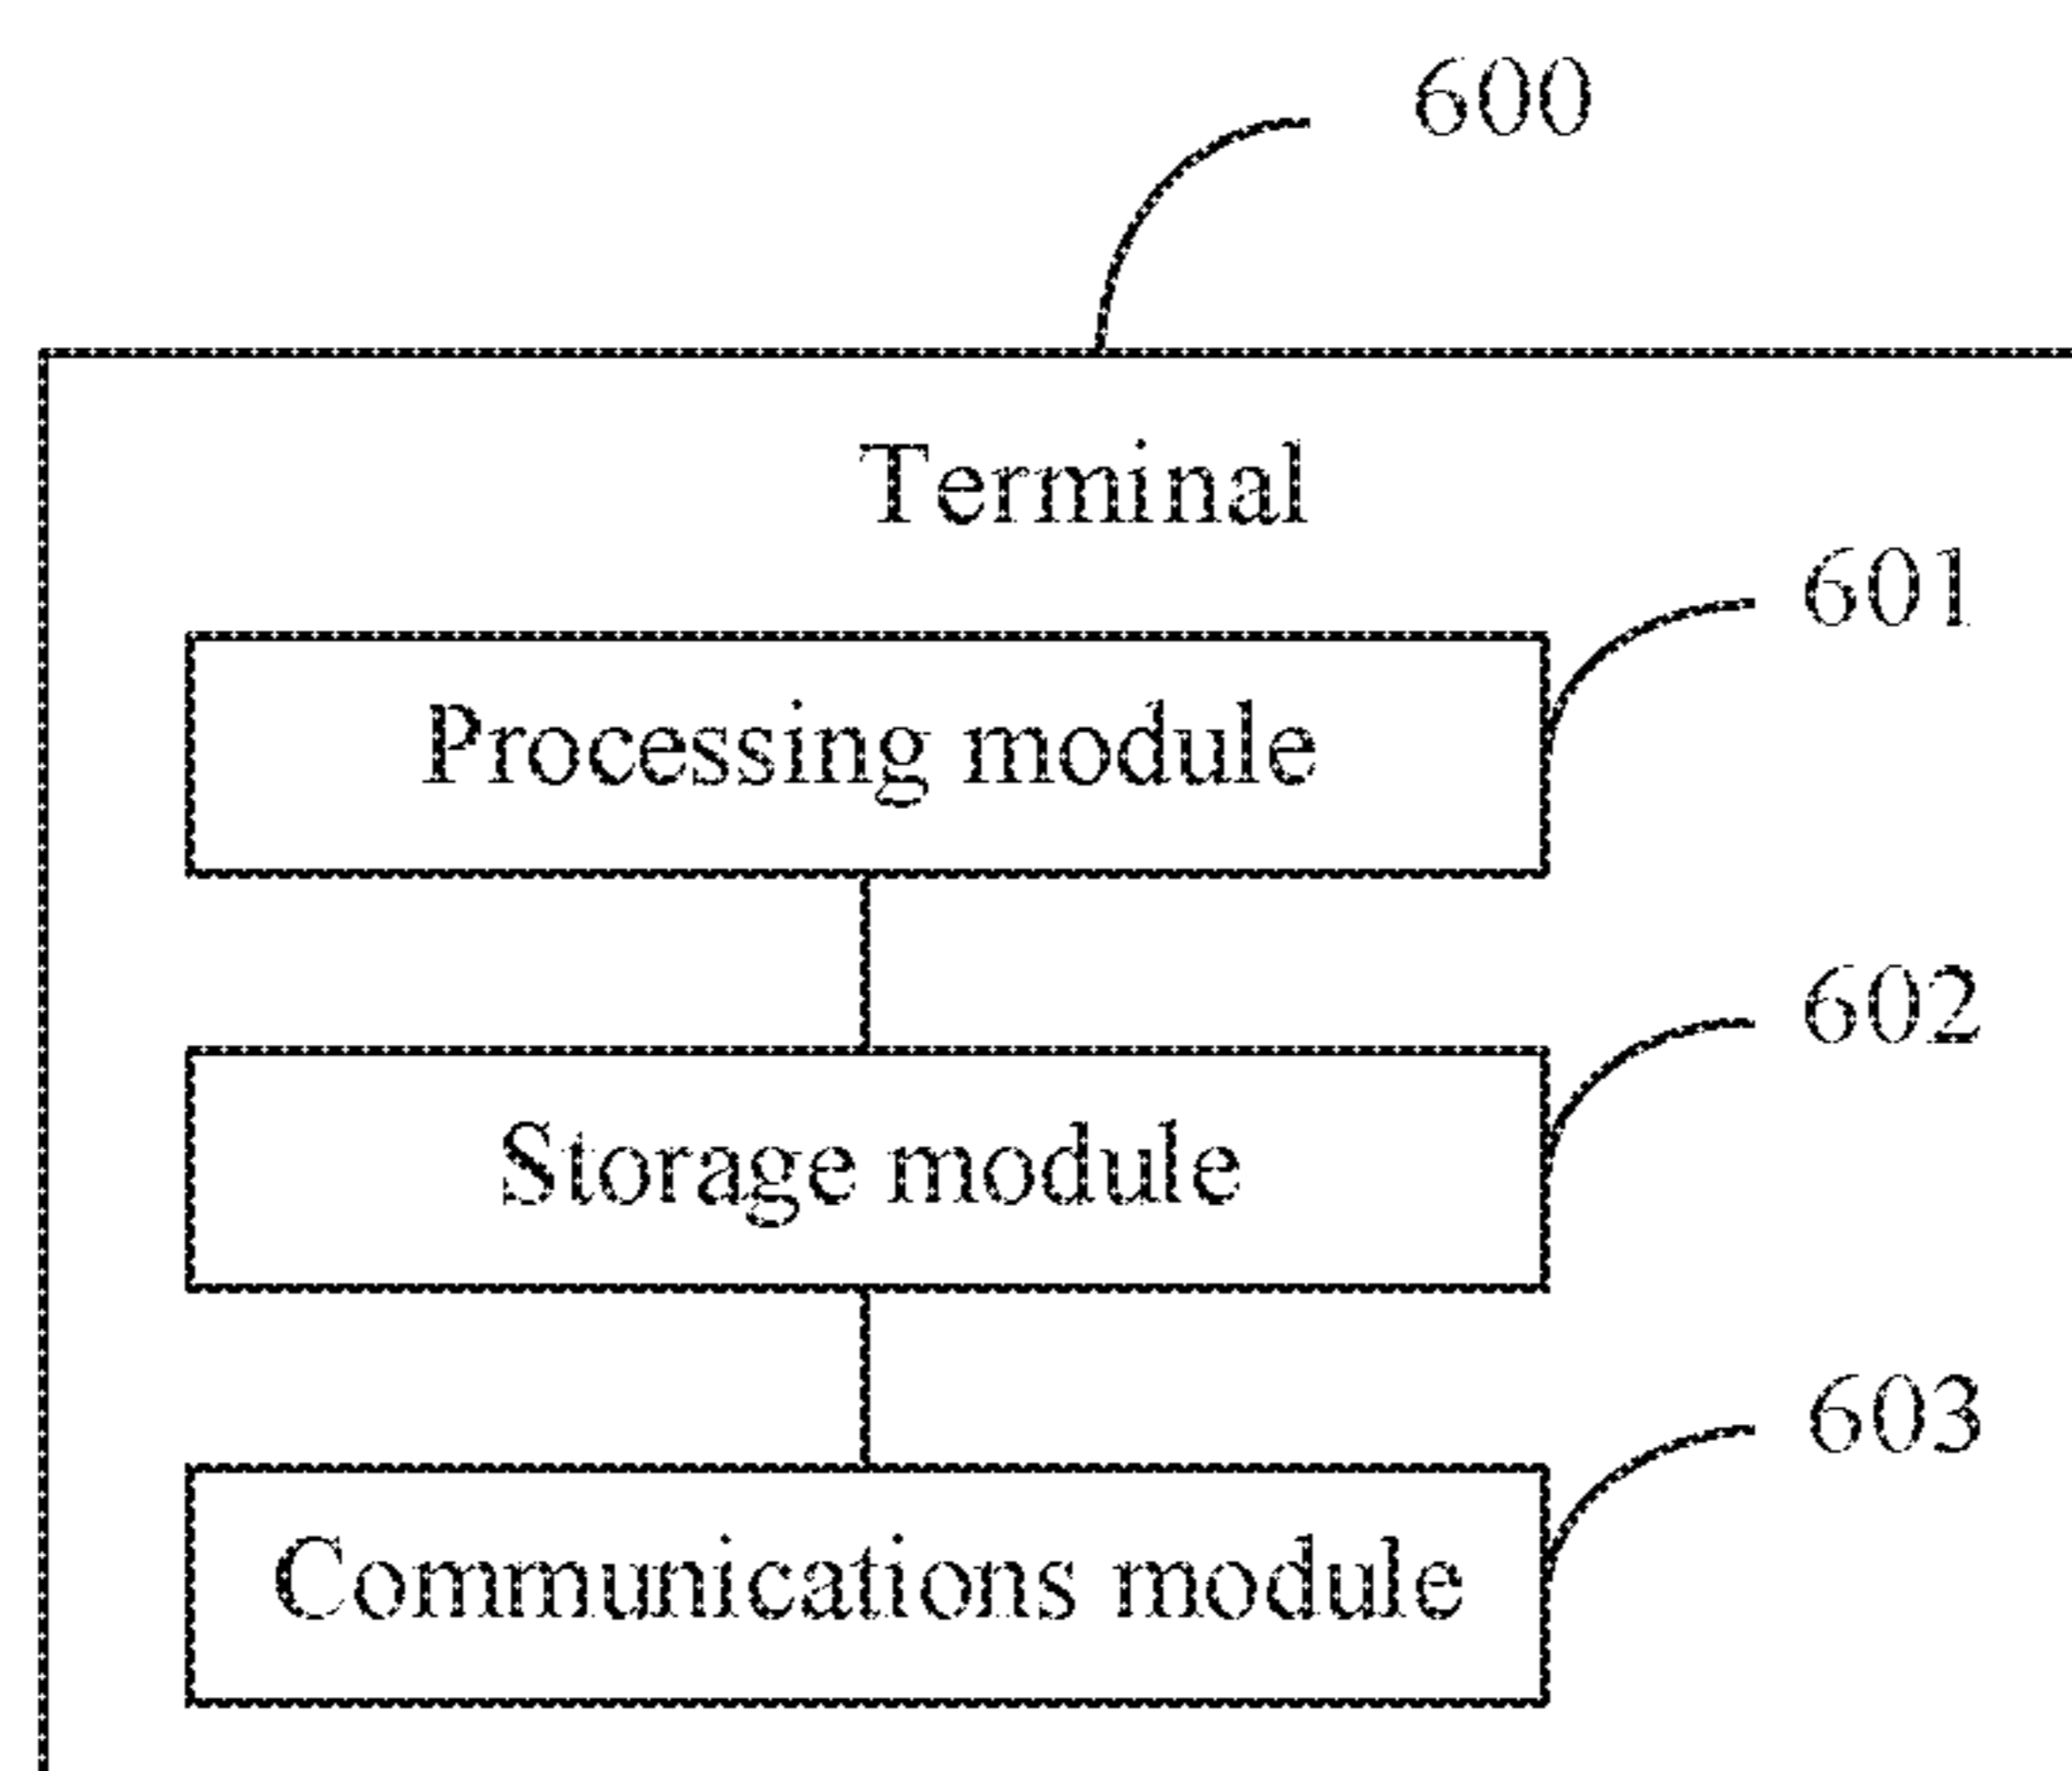 600
Terminal
601
Processing module
602
Storage module
603
Communications module